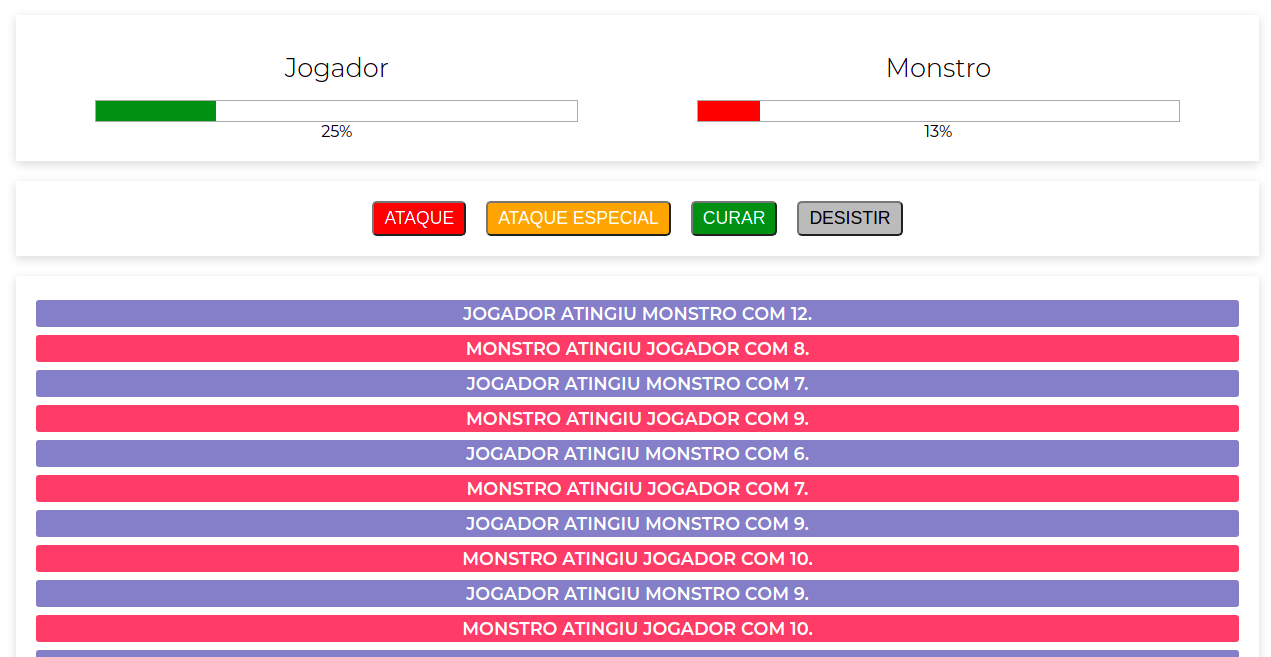 Jogador
Monstro
25%
13%
ATAQUE ATAQUE ESPECIAL CURAR DESISTIR
JOGADOR ATINGIU MONSTRO COM 12.
MONSTRO ATINGIU JOGADOR COM 8.
JOGADOR ATINGIU MONSTRO COM 7.
MONSTRO ATINGIU JOGADOR COM 9.
JOGADOR ATINGIU MONSTRO COM 6.
MONSTRO ATINGIU JOGADOR COM 7.
JOGADOR ATINGIU MONSTRO COM 9.
MONSTRO ATINGIU JOGADOR COM 10.
JOGADOR ATINGIU MONSTRO COM 9.
MONSTRO ATINGIU JOGADOR COM 10.